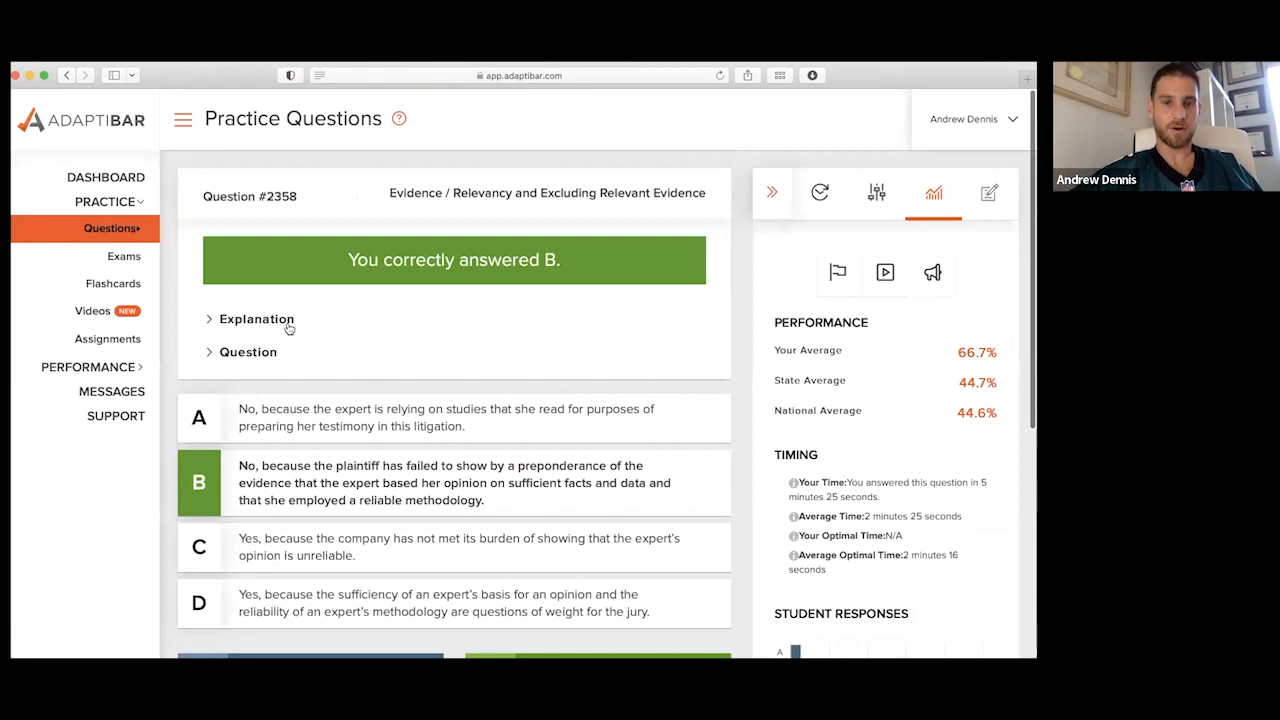 app.adaptibar.com
ADAPTIBAR
Practice Questions ?
Andrew Dennis
DASHBOARD
PRACTICE
Questions
Exams
Flashcards
Videos NEW
Assignments
PERFORMANCE
MESSAGES
SUPPORT
Question #2358
Evidence / Relevancy and Excluding Relevant Evidence
You correctly answered B.
Explanation
Question
A
No, because the expert is relying on studies that she read for purposes of
preparing her testimony in this litigation.
B
No, because the plaintiff has failed to show by a preponderance of the
evidence that the expert based her opinion on sufficient facts and data and
that she employed a reliable methodology.
C
Yes, because the company has not met its burden of showing that the expert's
opinion is unreliable.
D
Yes, because the sufficiency of an expert's basis for an opinion and the
reliability of an expert's methodology are questions of weight for the jury.
PERFORMANCE
Your Average 66.7%
State Average 44.7%
National Average 44.6%
TIMING
Your Time:You answered this question in 5
minutes 25 seconds.
Average Time:2 minutes 25 seconds
Your Optimal Time:N/A
Average Optimal Time:2 minutes 16
seconds
STUDENT RESPONSES
A
Andrew Dennis